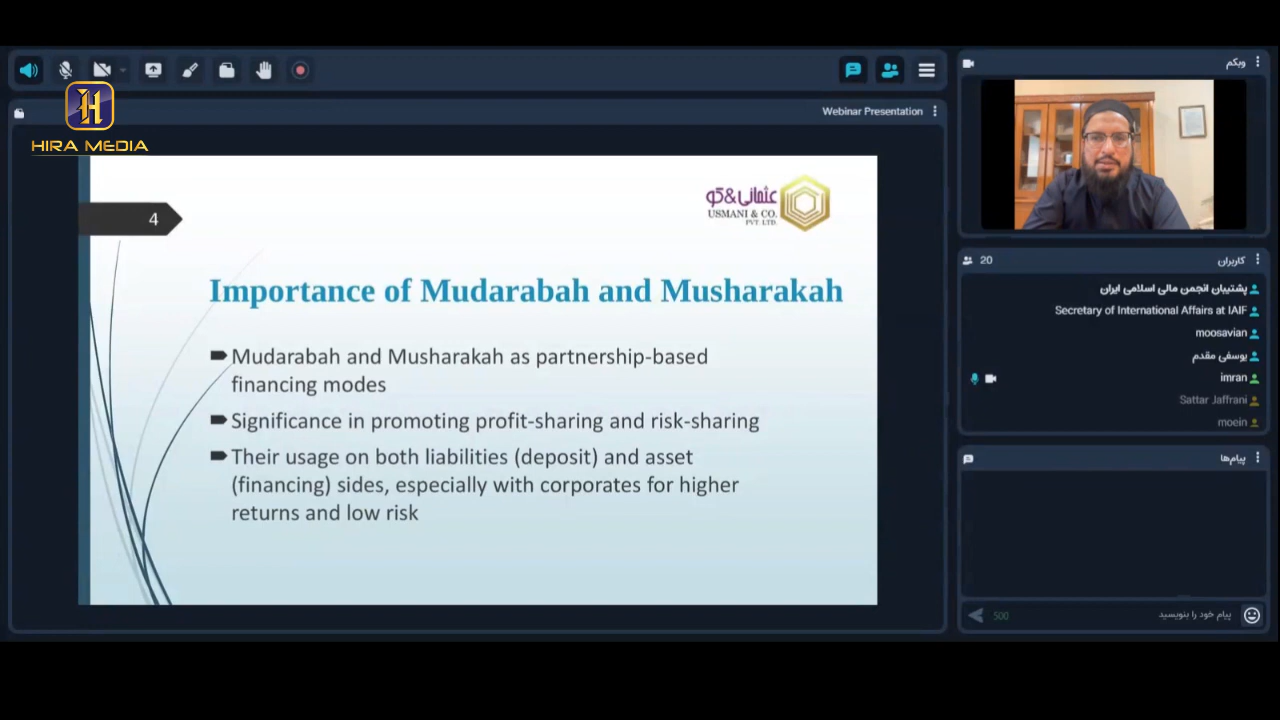 HIRA MEDIA
Webinar Presentation
4
عثمانی&کو
USMANI & CO.
PVT. LTD.
Importance of Mudarabah and Musharakah
Mudarabah and Musharakah as partnership-based
financing modes
Significance in promoting profit-sharing and risk-sharing
Their usage on both liabilities (deposit) and asset
(financing) sides, especially with corporates for higher
returns and low risk
وبکم
کاربران
20
پشتیبان انجمن مالی اسلامی ایران
Secretary of International Affairs at IAIF
moosavian
یوسفی مقدم
imran
Sattar Jaffrani
moein
پیام‌ها
پیام خود را بنویسید
500